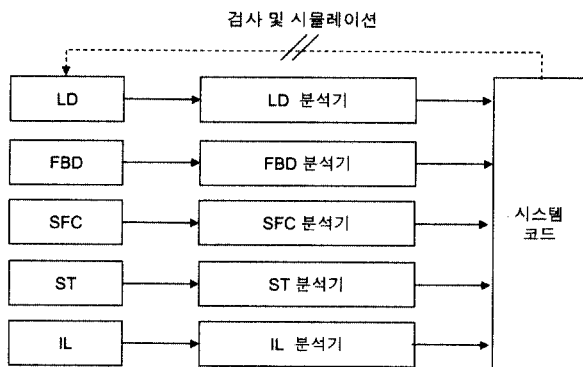 검사 및 시뮬레이션
LD
LD 분석기
FBD
FBD 분석기
SFC
SFC 분석기
ST
ST 분석기
IL
IL 분석기
시스템
코드